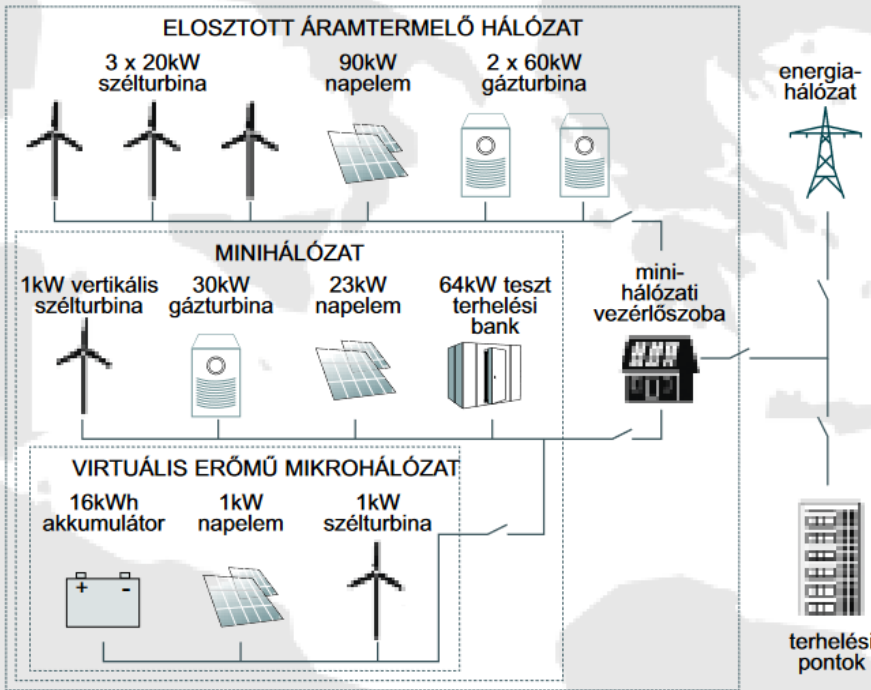 ELOSZTOTT ÁRAMTERMELŐ HÁLÓZAT
3 x 20kW
szélturbina
90kW
napelem
2 x 60kW
gázturbina
energia-
hálózat
MINIHÁLÓZAT
1kW vertikális
szélturbina
30kW
gázturbina
23kW
napelem
64kW teszt
terhelési
bank
mini-
hálózati
vezérlőszoba
VIRTUÁLIS ERŐMŰ MIKROHÁLÓZAT
16kWh
akkumulátor
1kW
napelem
1kW
szélturbina
+ -
terhelési
pontok